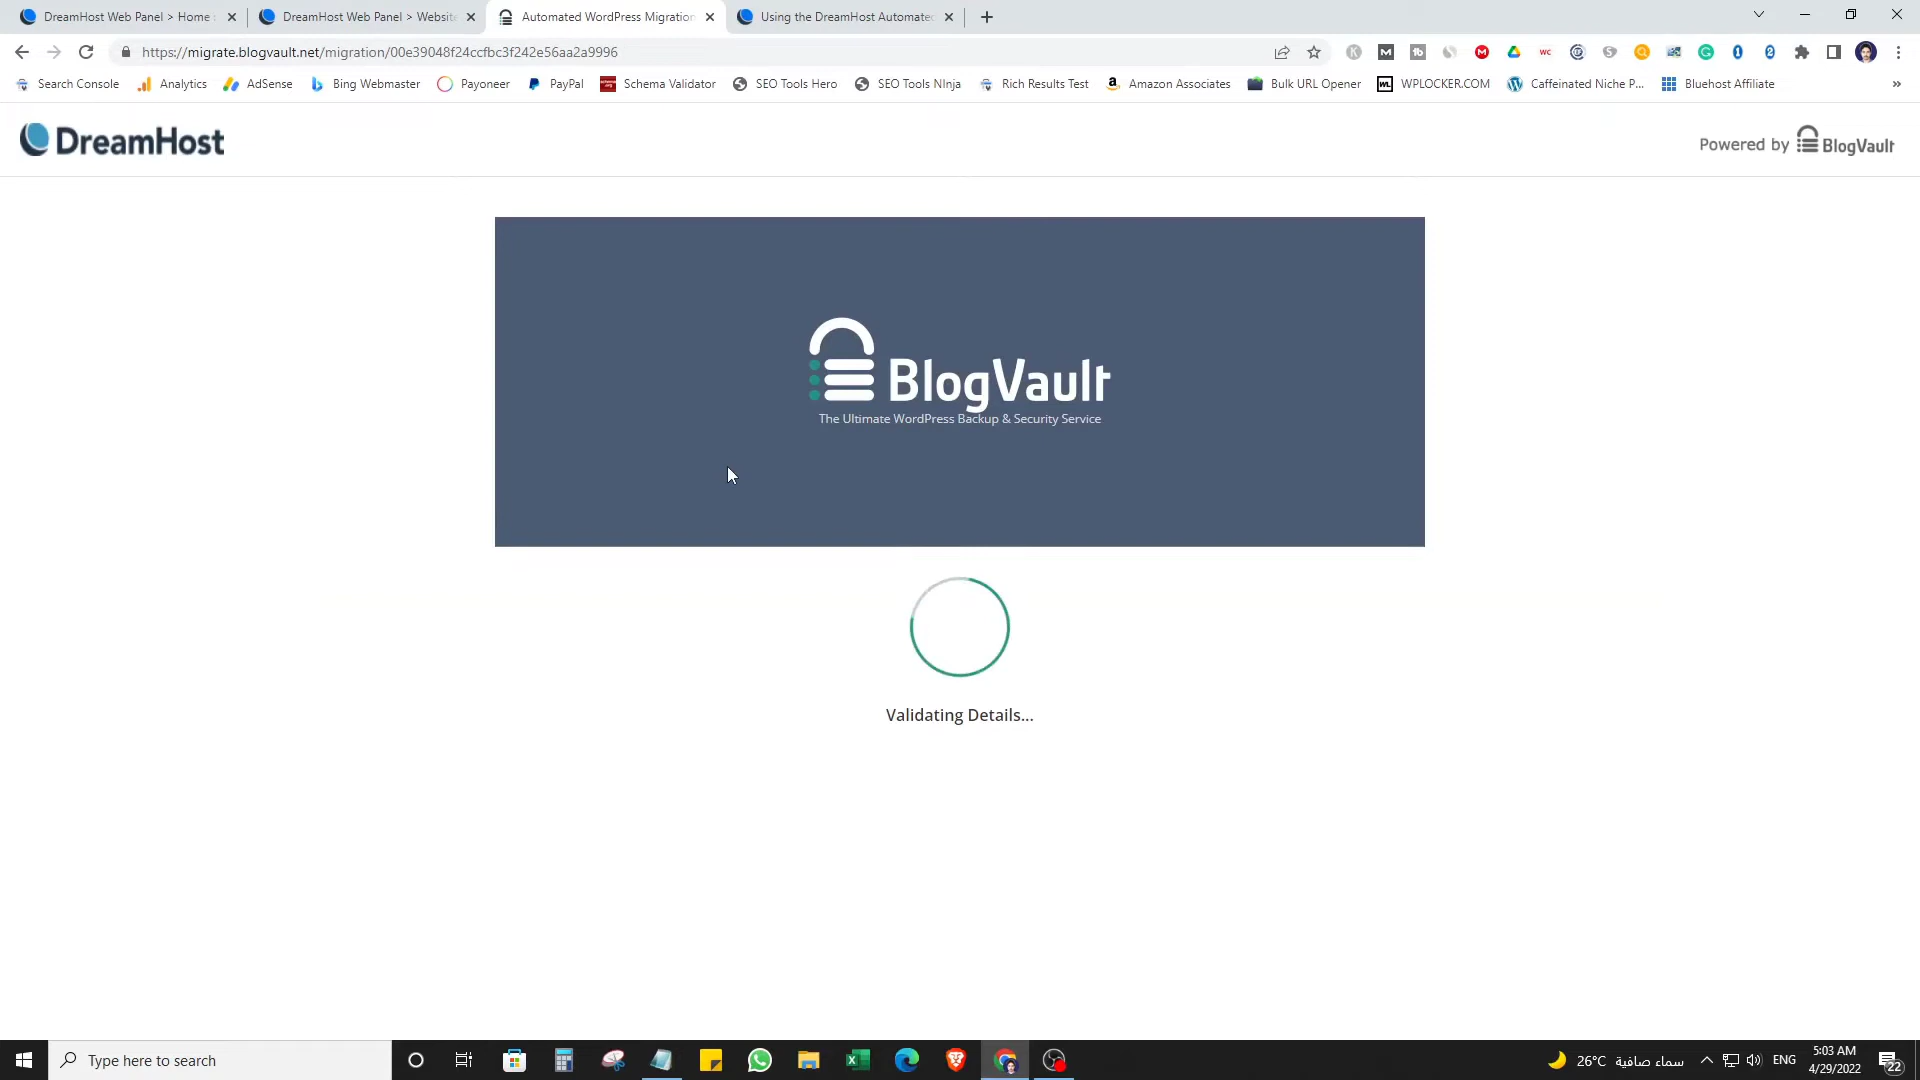 DreamHost Web Panel > Home
DreamHost Web Panel > Website
Automated WordPress Migration
Using the DreamHost Automated
https://migrate.blogvault.net/migration/00e39048f24ccfbc3f242e56aa2a9996
Search Console
Analytics
AdSense
Bing Webmaster
Payoneer
PayPal
Schema Validator
SEO Tools Hero
SEO Tools NInja
Rich Results Test
Amazon Associates
Bulk URL Opener
WPLOCKER.COM
Caffeinated Niche P...
Bluehost Affiliate
DreamHost
Powered by BlogVault
BlogVault
The Ultimate WordPress Backup & Security Service
Validating Details...
Type here to search
26°C سماء صافية
ENG
5:03 AM
4/29/2022
22